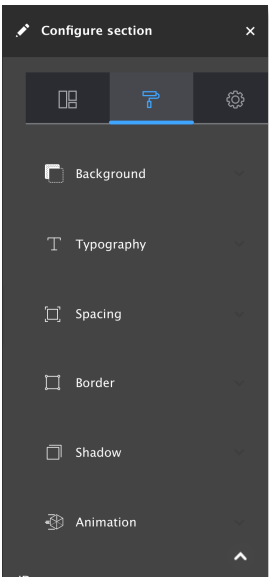 Configure section
Background
Typography
Spacing
Border
Shadow
Animation